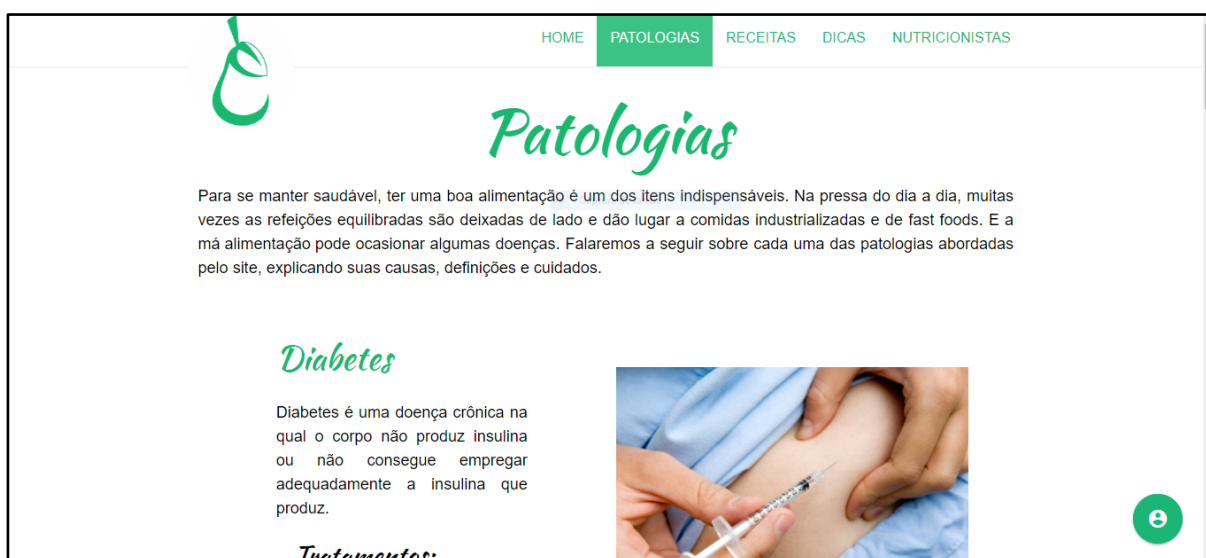 HOME PATOLOGIAS RECEITAS DICAS NUTRICIONISTAS
Patologias
Para se manter saudável, ter uma boa alimentação é um dos itens indispensáveis. Na pressa do dia a dia, muitas
vezes as refeições equilibradas são deixadas de lado e dão lugar a comidas industrializadas e de fast foods. E a
má alimentação pode ocasionar algumas doenças. Falaremos a seguir sobre cada uma das patologias abordadas
pelo site, explicando suas causas, definições e cuidados.
Diabetes
Diabetes é uma doença crônica na
qual o corpo não produz insulina
ou não consegue empregar
adequadamente a insulina que
produz.
Tratamentos: